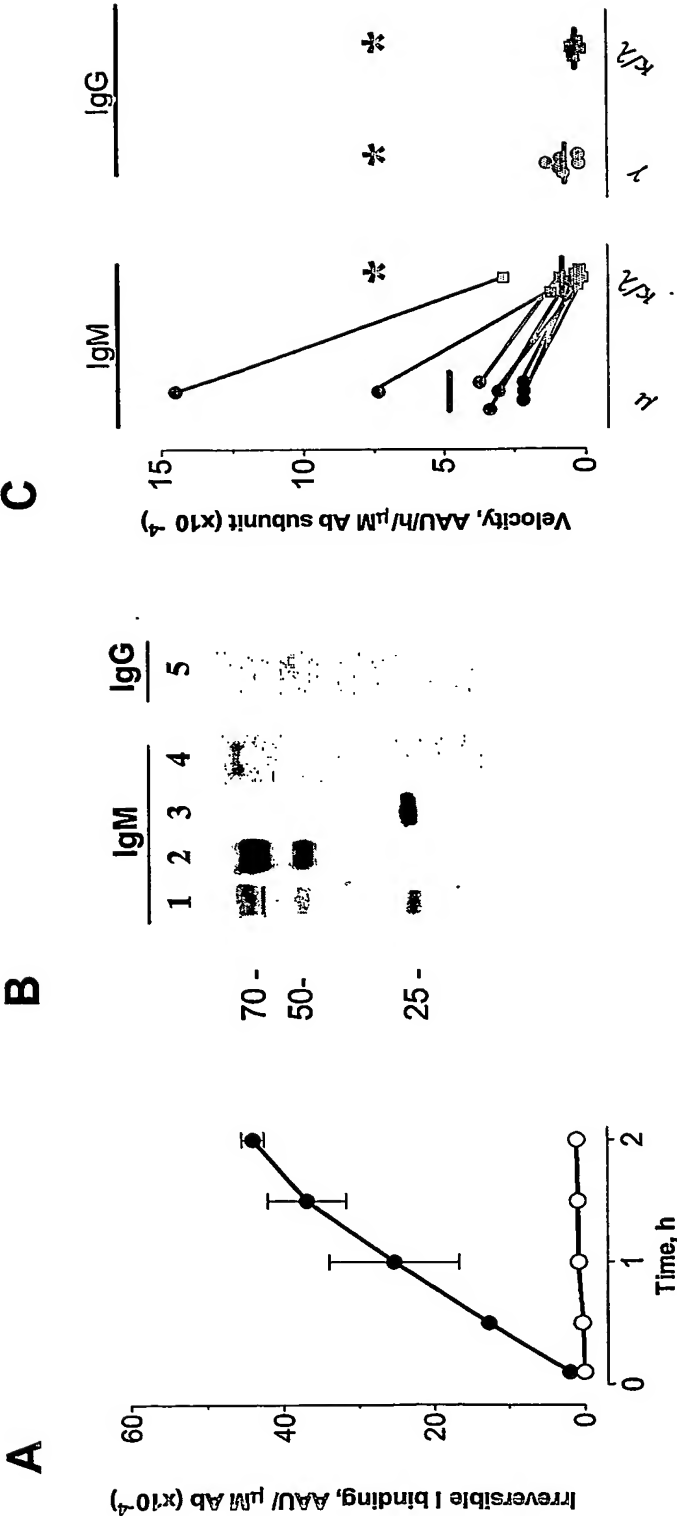 A
60
40
20
0
Irreversible I binding, AAU/ μM Ab (x10⁻⁴)
0 1 2
Time, h
B
IgM IgG
1 2 3 4 5
70 -
50-
25 -
C
IgM IgG
15
10
5
0
Velocity, AAU/h/μM Ab subunit (x10⁻⁴)
* * *
μ κ/λ γ κ/λ